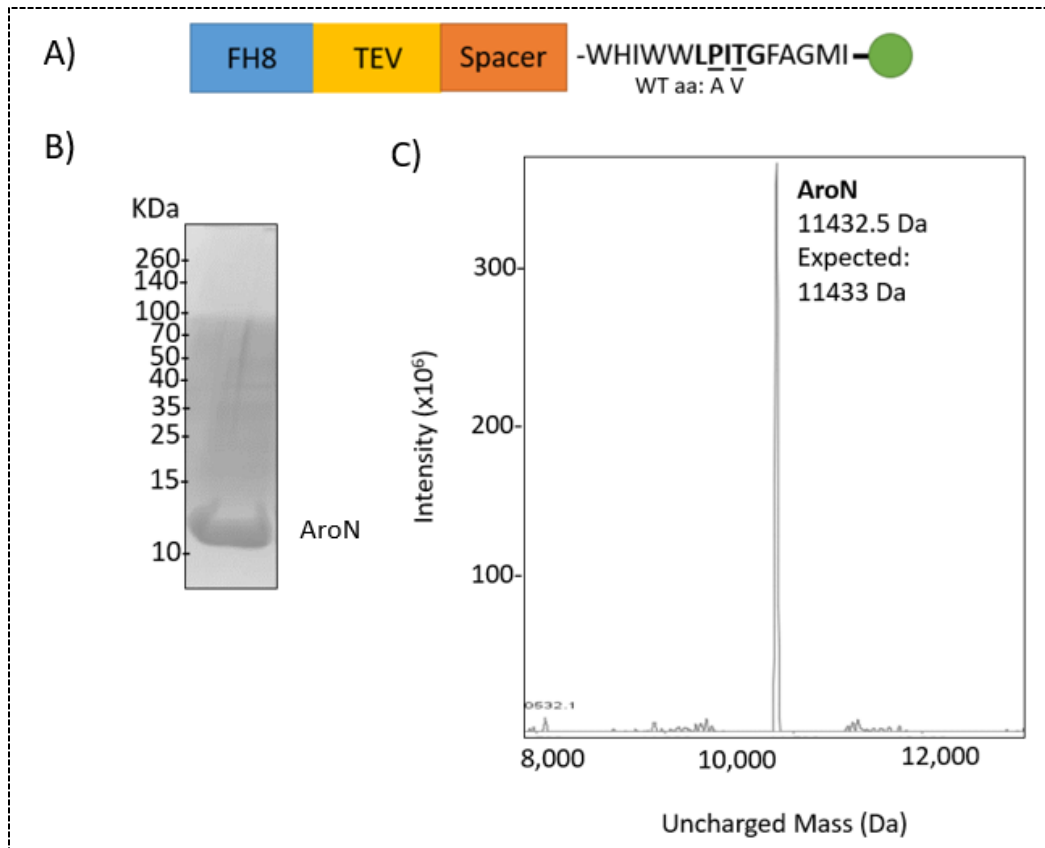 A)
FH8 TEV Spacer -WHIWWLPITGFAGMI
WT aa: A V
B)
KDa
260-
140-
100-
70-
50-
40-
35-
25-
15-
10-
AroN
C)
AroN
11432.5 Da
Expected:
11433 Da
300-
200-
100-
Intensity (x10⁶)
0532.1
8,000 10,000 12,000
Uncharged Mass (Da)